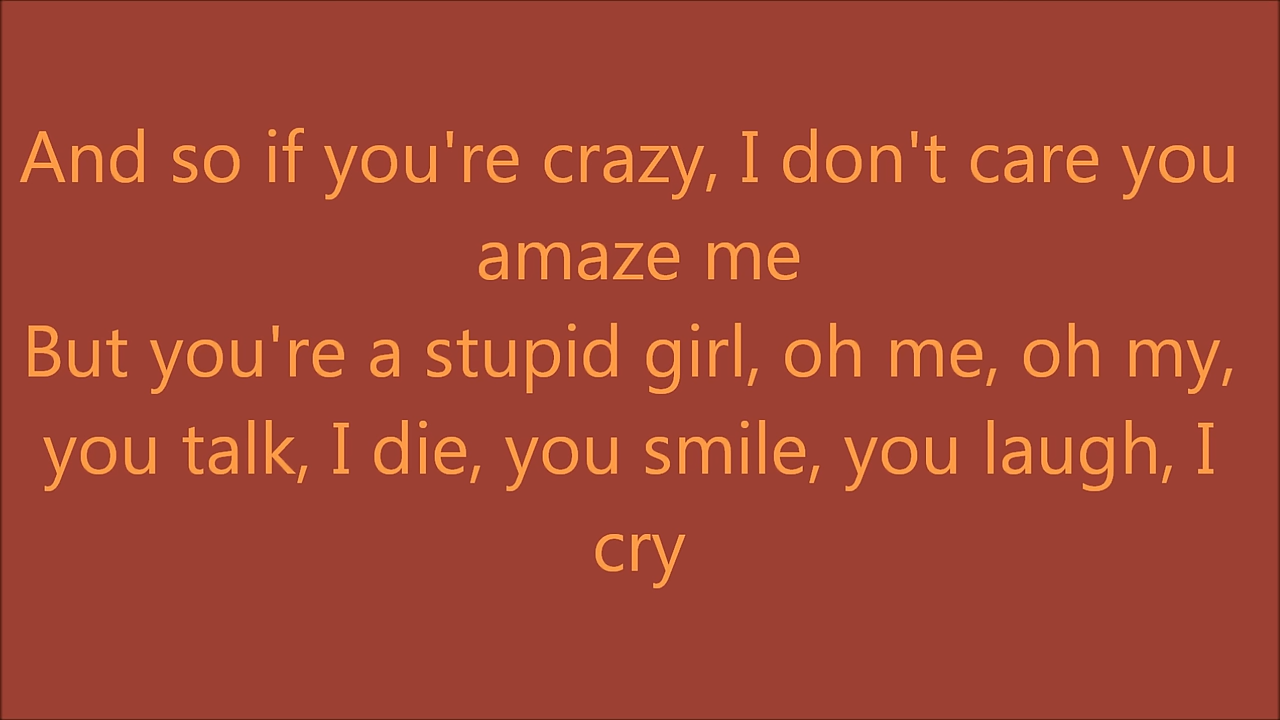 And so if you're crazy, I don't care you
amaze me
But you're a stupid girl, oh me, oh my,
you talk, I die, you smile, you laugh, I
cry